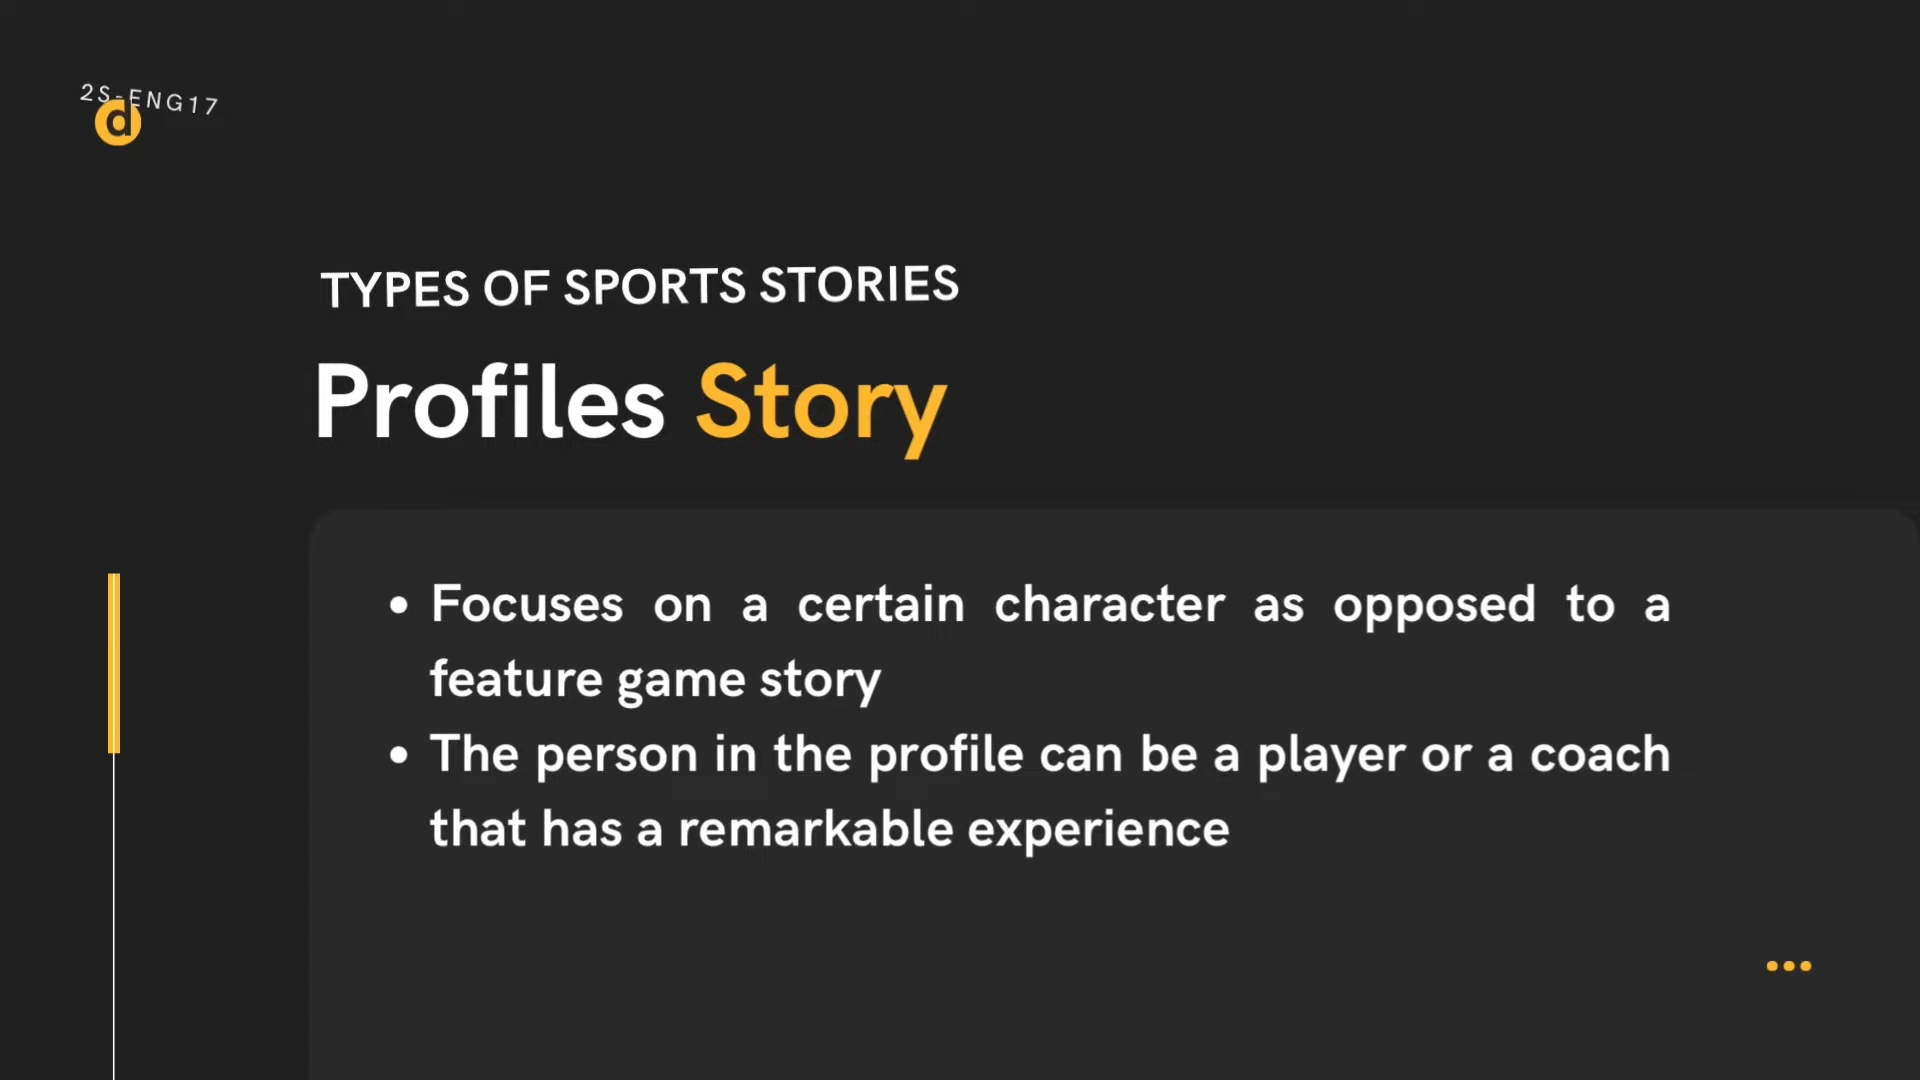 2S-ENG17
d
TYPES OF SPORTS STORIES
Profiles Story
• Focuses on a certain character as opposed to a
feature game story
• The person in the profile can be a player or a coach
that has a remarkable experience